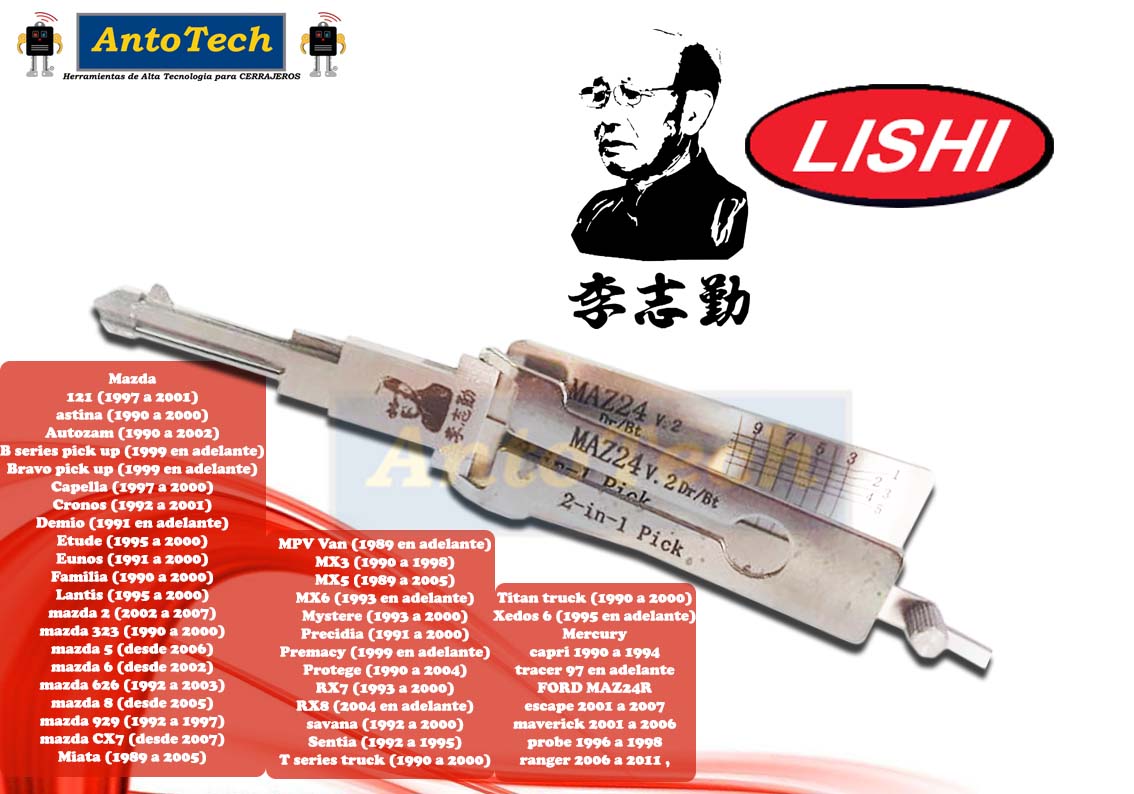 AntoTech
Herramientas de Alta Tecnologia para CERRAJEROS
LISHI
李志勤
李志勤
MAZ24 V.2
Dr/Bt
MAZ24 V.2 Dr/Bt
in-1 Pick
2-in-1 Pick
9 7 5 3 1
2
3
4
5
AntoTech
Mazda
121 (1997 a 2001)
astina (1990 a 2000)
Autozam (1990 a 2002)
B series pick up (1999 en adelante)
Bravo pick up (1999 en adelante)
Capella (1997 a 2000)
Cronos (1992 a 2001)
Demio (1991 en adelante)
Etude (1995 a 2000)
Eunos (1991 a 2000)
Familia (1990 a 2000)
Lantis (1995 a 2000)
mazda 2 (2002 a 2007)
mazda 323 (1990 a 2000)
mazda 5 (desde 2006)
mazda 6 (desde 2002)
mazda 626 (1992 a 2003)
mazda 8 (desde 2005)
mazda 929 (1992 a 1997)
mazda CX7 (desde 2007)
Miata (1989 a 2005)
MPV Van (1989 en adelante)
MX3 (1990 a 1998)
MX5 (1989 a 2005)
MX6 (1993 en adelante)
Mystere (1993 a 2000)
Precidia (1991 a 2000)
Premacy (1999 en adelante)
Protege (1990 a 2004)
RX7 (1993 a 2000)
RX8 (2004 en adelante)
savana (1992 a 2000)
Sentia (1992 a 1995)
T series truck (1990 a 2000)
Titan truck (1990 a 2000)
Xedos 6 (1995 en adelante)
Mercury
capri 1990 a 1994
tracer 97 en adelante
FORD MAZ24R
escape 2001 a 2007
maverick 2001 a 2006
probe 1996 a 1998
ranger 2006 a 2011 ,